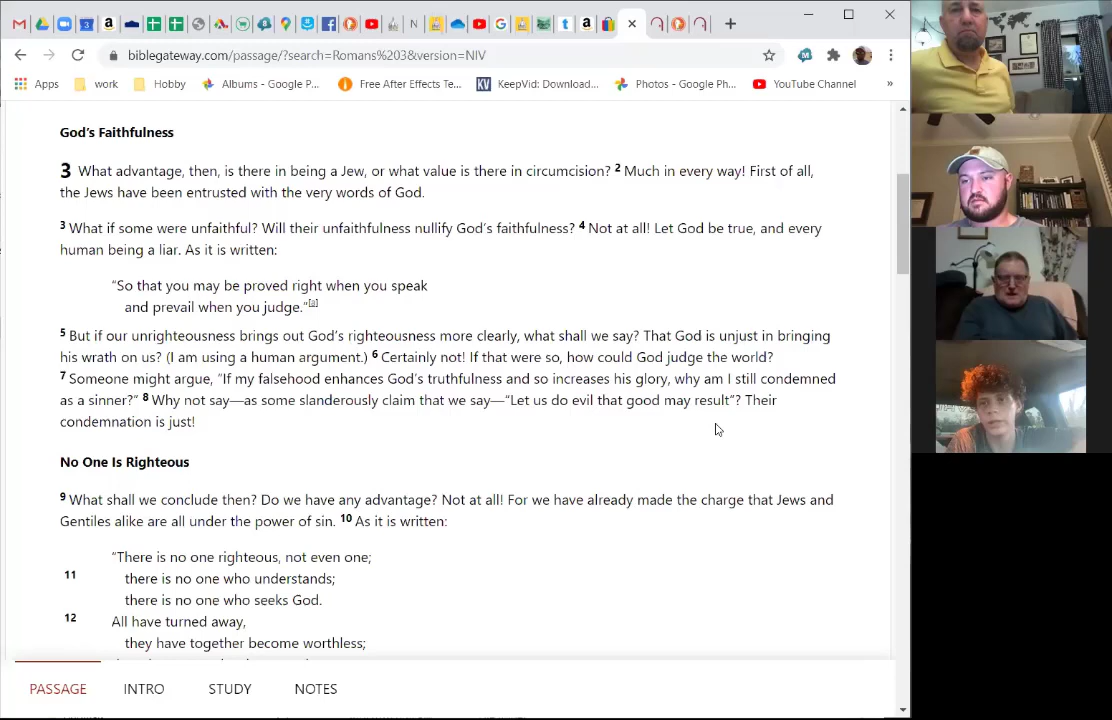 biblegateway.com/passage/?search=Romans%203&version=NIV
Apps work Hobby Albums - Google P... Free After Effects Te... KeepVid: Download... Photos - Google Ph... YouTube Channel »
God's Faithfulness
3 What advantage, then, is there in being a Jew, or what value is there in circumcision? 2 Much in every way! First of all,
the Jews have been entrusted with the very words of God.
3 What if some were unfaithful? Will their unfaithfulness nullify God's faithfulness? 4 Not at all! Let God be true, and every
human being a liar. As it is written:
“So that you may be proved right when you speak
and prevail when you judge.”[a]
5 But if our unrighteousness brings out God's righteousness more clearly, what shall we say? That God is unjust in bringing
his wrath on us? (I am using a human argument.) 6 Certainly not! If that were so, how could God judge the world?
7 Someone might argue, “If my falsehood enhances God's truthfulness and so increases his glory, why am I still condemned
as a sinner?” 8 Why not say—as some slanderously claim that we say—“Let us do evil that good may result”? Their
condemnation is just!
No One Is Righteous
9 What shall we conclude then? Do we have any advantage? Not at all! For we have already made the charge that Jews and
Gentiles alike are all under the power of sin. 10 As it is written:
“There is no one righteous, not even one;
11 there is no one who understands;
there is no one who seeks God.
12 All have turned away,
they have together become worthless;
PASSAGE INTRO STUDY NOTES